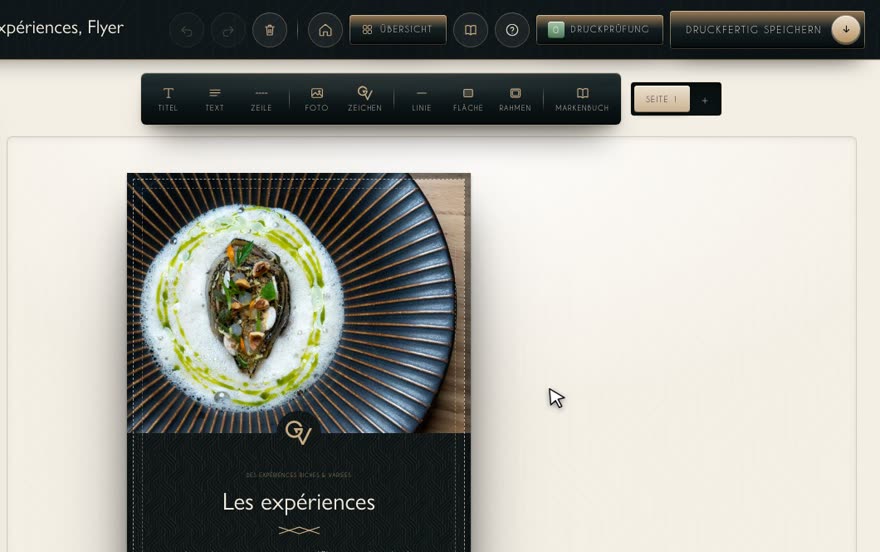 xpériences, Flyer
ÜBERSICHT
0 DRUCKPRÜFUNG
DRUCKFERTIG SPEICHERN
TITEL
TEXT
ZEILE
FOTO
ZEICHEN
LINIE
FLÄCHE
RAHMEN
MARKENBUCH
SEITE 1
+
GV
DES EXPÉRIENCES RICHES & VARIÉES
Les expériences